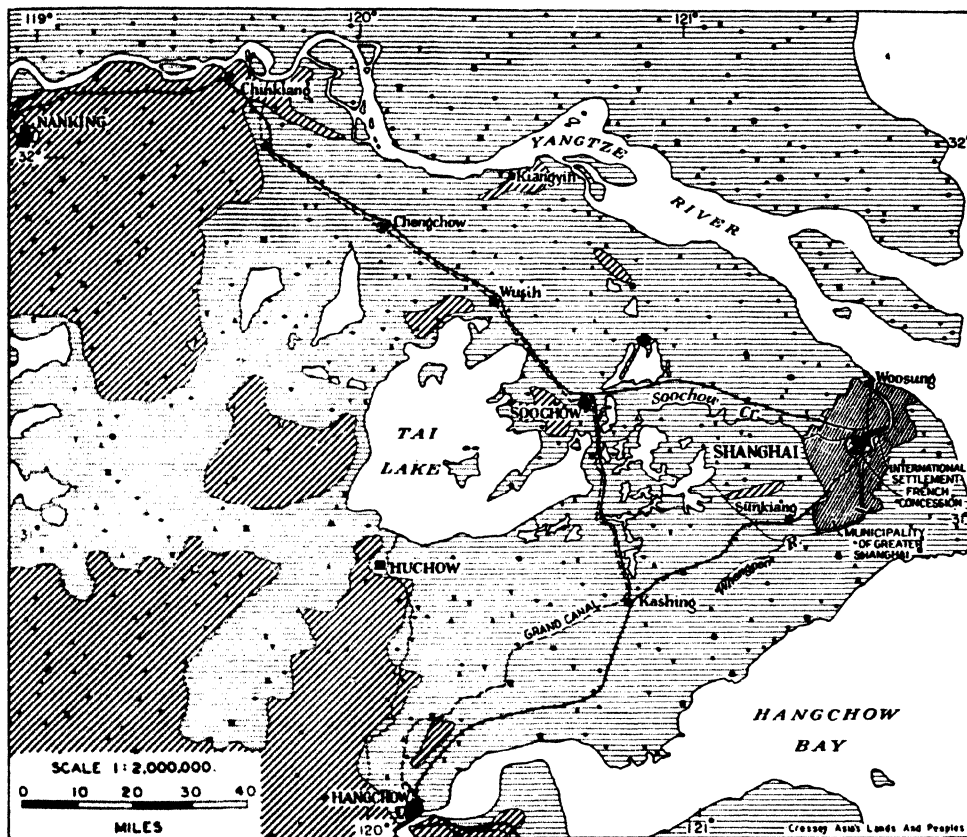 119°
120°
121°
Chinkiang
NANKING
32°
32°
YANGTZE
Kiangyin
RIVER
Chengchow
Wusih
Woosung
SOOCHOW
Soochow
Cr.
TAI
LAKE
SHANGHAI
INTERNATIONAL
SETTLEMENT
FRENCH
CONCESSION
Sunkiang
31°
31°
MUNICIPALITY
OF GREATER
SHANGHAI
HUCHOW
Whangpoo R.
Kashing
GRAND CANAL
HANGCHOW
BAY
SCALE 1:2,000,000.
0 10 20 30 40
MILES
HANGCHOW
120°
121°
Cressey Asia's Lands And Peoples